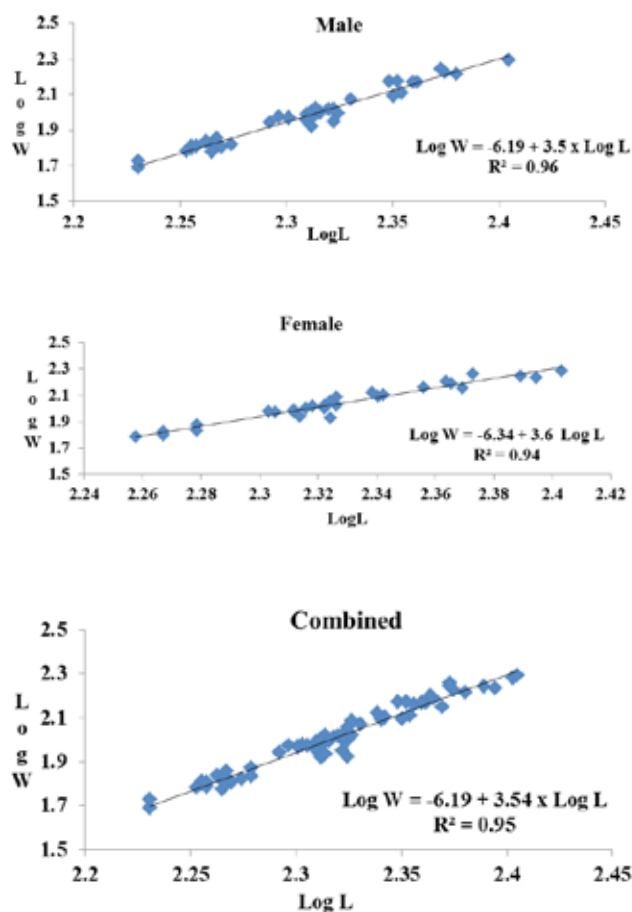 Male
2.5
2.3
2.1
1.9
1.7
1.5
L
o
g
W
Log W = -6.19 + 3.5 x Log L
R² = 0.96
2.2 2.25 2.3 2.35 2.4 2.45
LogL
Female
2.5
2.3
2.1
1.9
1.7
1.5
L
o
g
W
Log W = -6.34 + 3.6 Log L
R² = 0.94
2.24 2.26 2.28 2.3 2.32 2.34 2.36 2.38 2.4 2.42
LogL
Combined
2.5
2.3
2.1
1.9
1.7
1.5
L
o
g
W
Log W = -6.19 + 3.54 x Log L
R² = 0.95
2.2 2.25 2.3 2.35 2.4 2.45
Log L